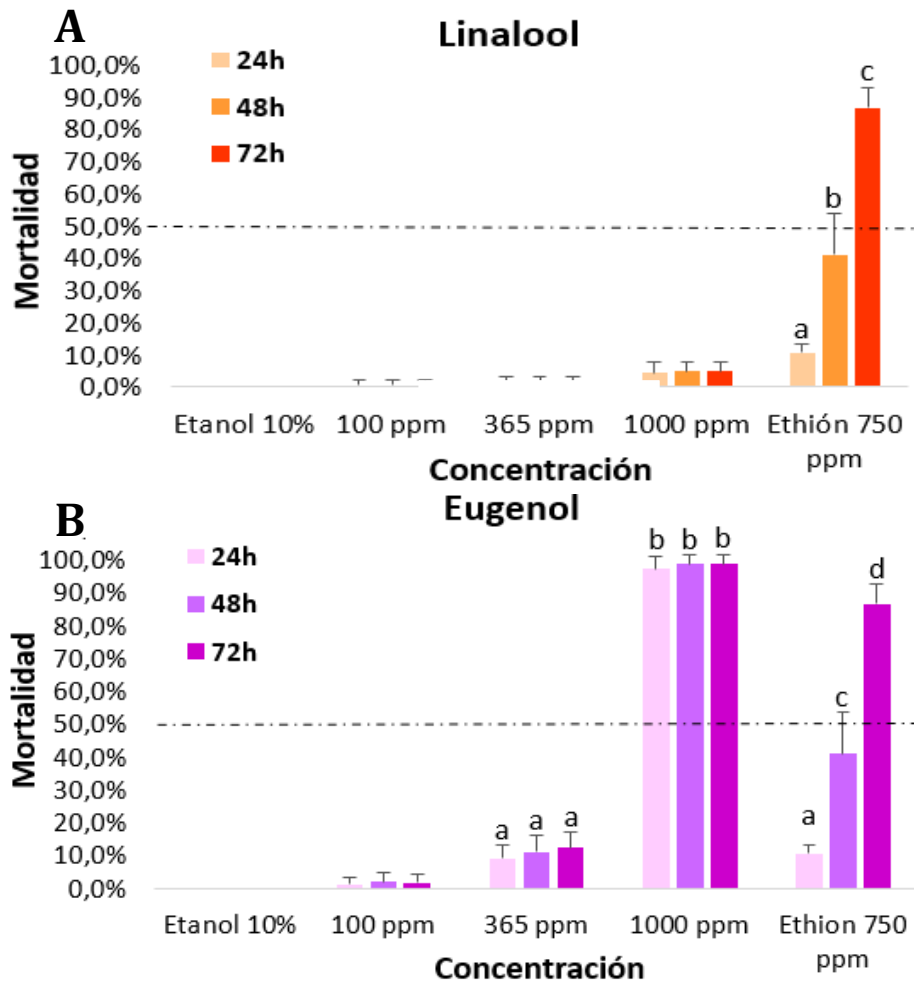 A
Linalool
24h
48h
72h
100,0%
90,0%
80,0%
70,0%
60,0%
50,0%
40,0%
30,0%
20,0%
10,0%
0,0%
Mortalidad
a
b
c
Etanol 10%
100 ppm
365 ppm
1000 ppm
Ethión 750
ppm
Concentración
B
Eugenol
24h
48h
72h
100,0%
90,0%
80,0%
70,0%
60,0%
50,0%
40,0%
30,0%
20,0%
10,0%
0,0%
Mortalidad
a a a
b b b
a
c
d
Etanol 10%
100 ppm
365 ppm
1000 ppm
Ethion 750
ppm
Concentración